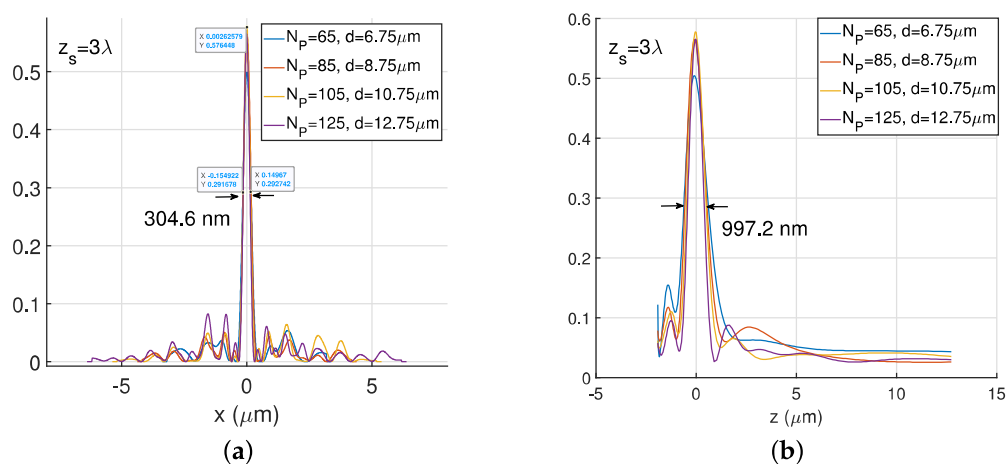 z_s=3λ
X 0.00262579
Y 0.576448
N_P=65, d=6.75μm
N_P=85, d=8.75μm
N_P=105, d=10.75μm
N_P=125, d=12.75μm
X -0.154922
Y 0.291678
X 0.14967
Y 0.292742
304.6 nm
0.5
0.4
0.3
0.2
0.1
0
-5
0
5
x (μm)
(a)
z_s=3λ
N_P=65, d=6.75μm
N_P=85, d=8.75μm
N_P=105, d=10.75μm
N_P=125, d=12.75μm
997.2 nm
0.6
0.5
0.4
0.3
0.2
0.1
0
-5
0
5
10
15
z (μm)
(b)